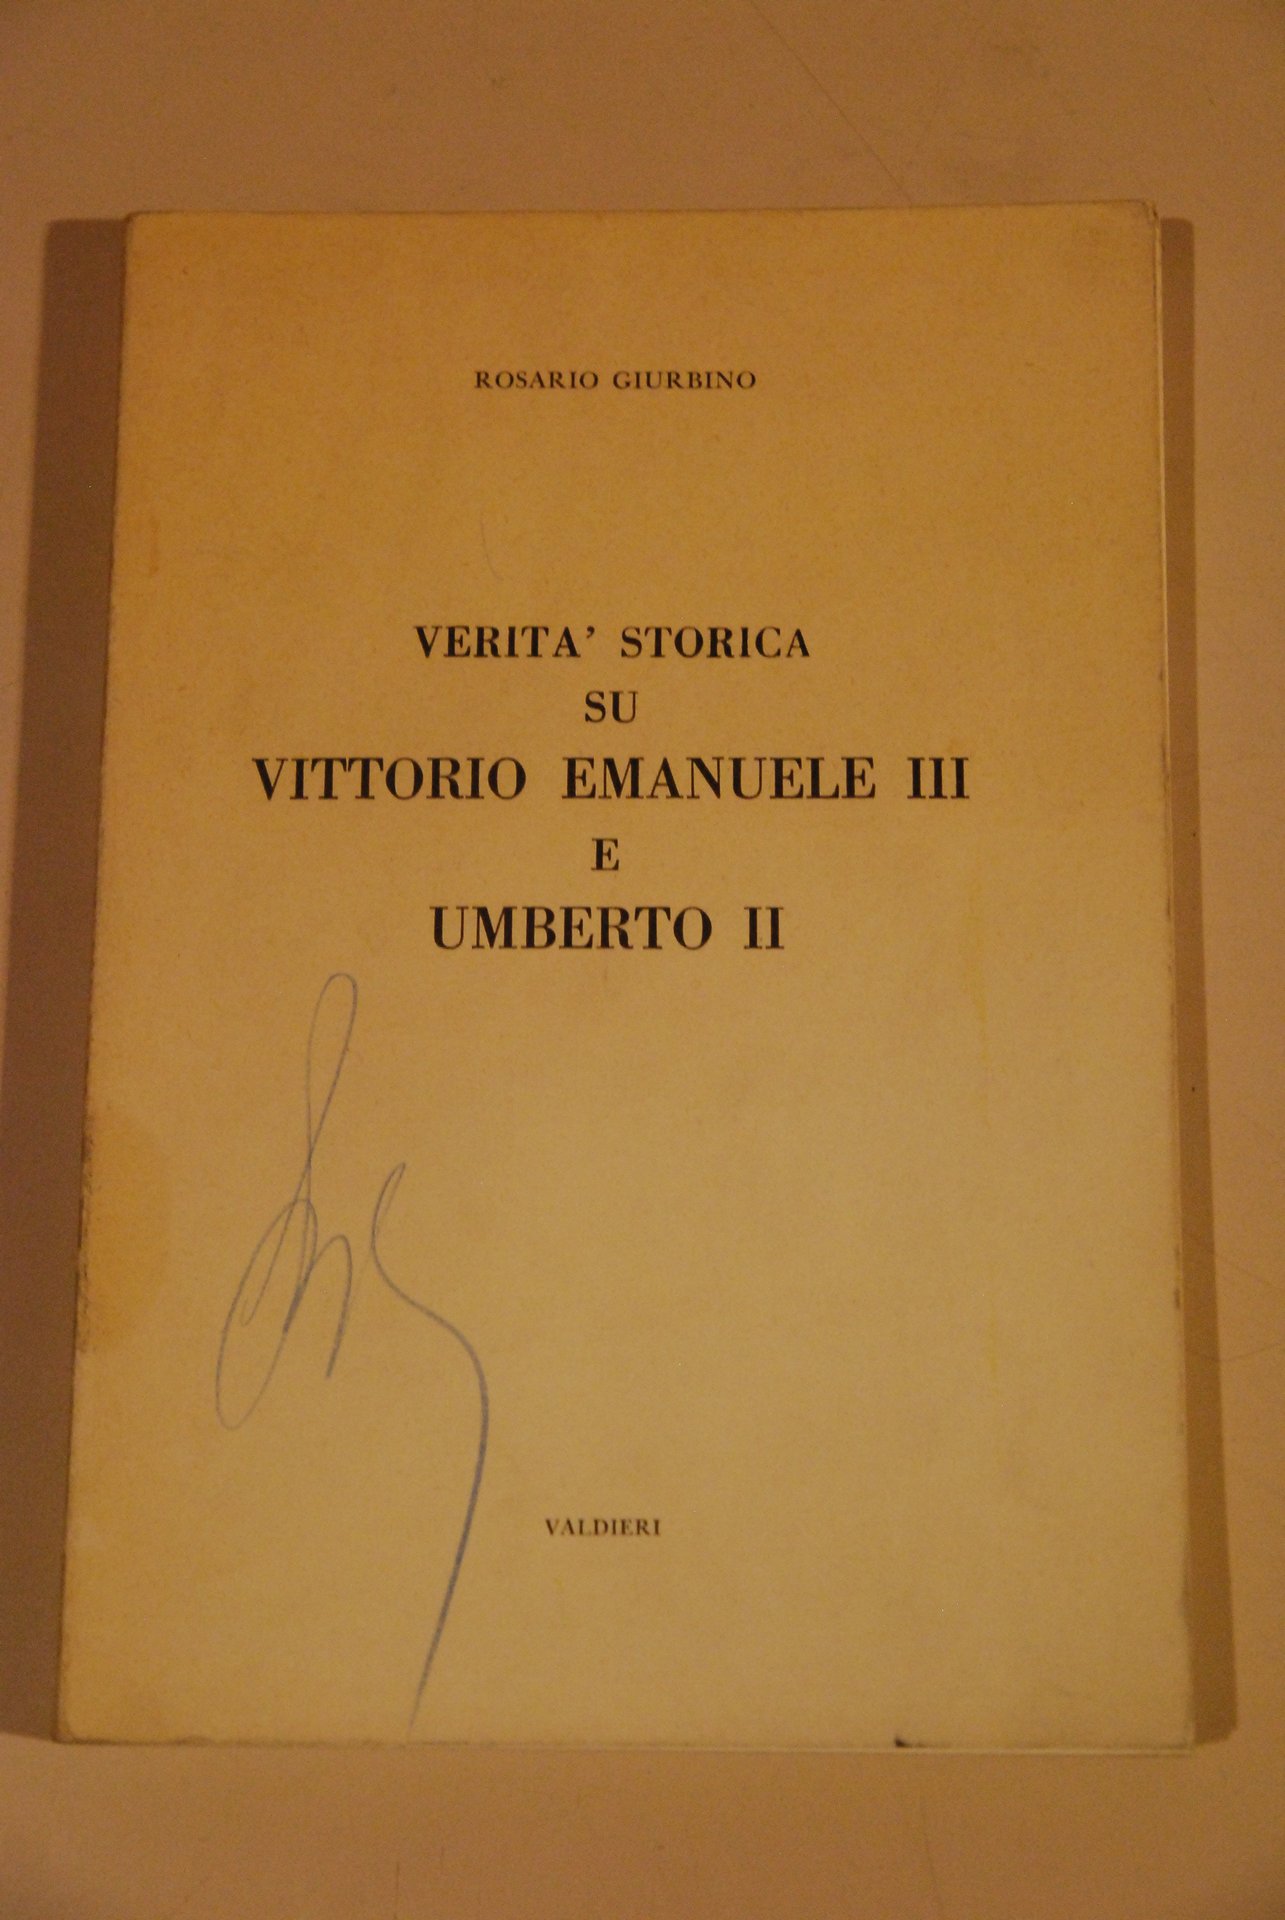 ROSARIO GIURBINO
VERITA' STORICA
SU
VITTORIO EMANUELE III
E
UMBERTO II
VALDIERI